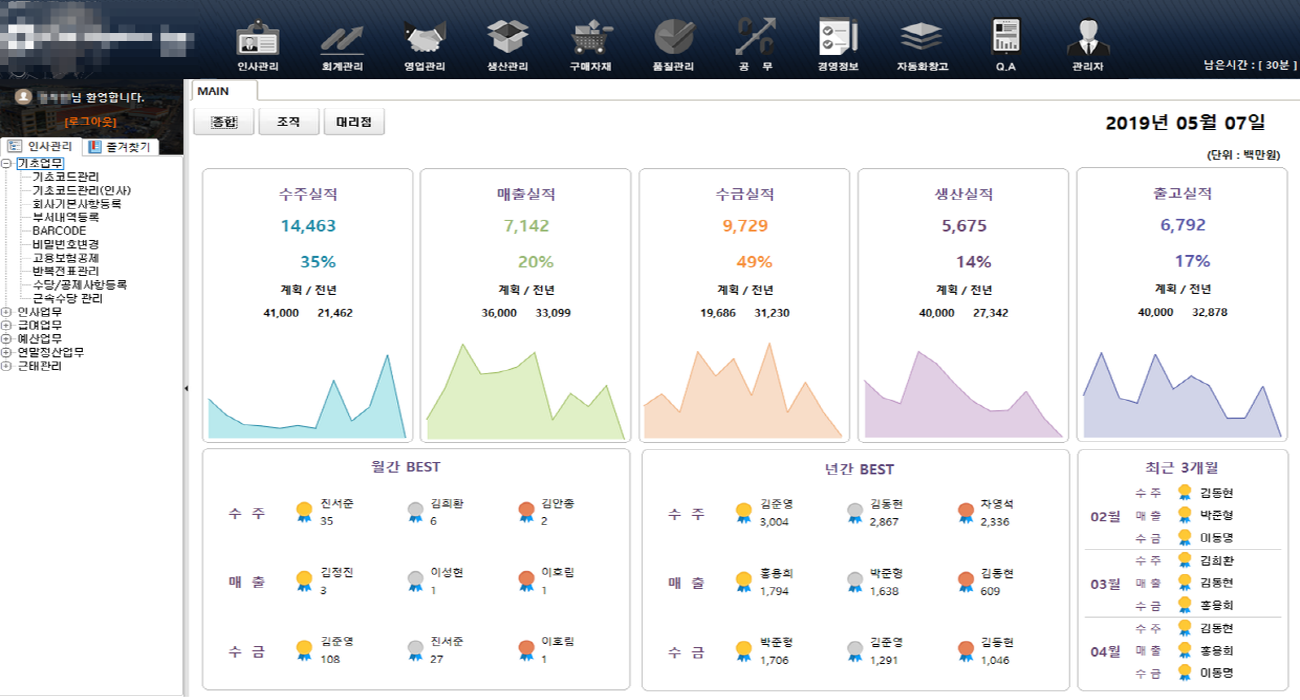 인사관리 회계관리 영업관리 생산관리 구매자재 품질관리 공 무 경영정보 자동화창고 Q.A 관리자
남은시간 : [ 30분 ]
님 환영합니다.
[로그아웃]
인사관리 즐겨찾기
기초업무
기초코드관리
기초코드관리(인사)
회사기본사항등록
부서내역등록
BARCODE
비밀번호변경
고용보험공제
반복전표관리
수당/공제사항등록
근속수당 관리
인사업무
급여업무
예산업무
연말정산업무
근태관리
MAIN
종합 조직 대리점
2019년 05월 07일
(단위 : 백만원)
수주실적
14,463
35%
계획 / 전년
41,000 21,462
매출실적
7,142
20%
계획 / 전년
36,000 33,099
수금실적
9,729
49%
계획 / 전년
19,686 31,230
생산실적
5,675
14%
계획 / 전년
40,000 27,342
출고실적
6,792
17%
계획 / 전년
40,000 32,878
월간 BEST
수 주 진서준 35 김희환 6 김안종 2
매 출 김정진 3 이성현 1 이호림 1
수 금 김준영 108 진서준 27 이호림 1
년간 BEST
수 주 김준영 3,004 김동현 2,867 차영석 2,336
매 출 홍용희 1,794 박준형 1,638 김동현 609
수 금 박준형 1,706 김준영 1,291 김동현 1,046
최근 3개월
02월
수 주 김동현
매 출 박준형
수 금 이동명
03월
수 주 김희환
매 출 김동현
수 금 홍용희
04월
수 주 김동현
매 출 홍용희
수 금 이동명